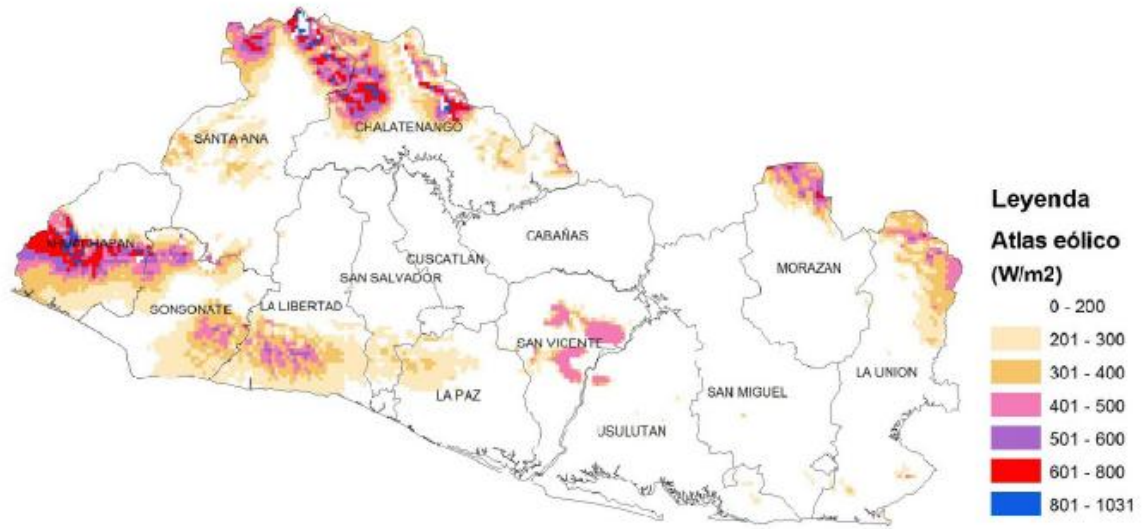 CHALATENANGO
SANTA ANA
CABAÑAS
AHUACHAPAN
CUSCATLAN
MORAZAN
SAN SALVADOR
SONSONATE
LA LIBERTAD
SAN VICENTE
LA UNION
LA PAZ
SAN MIGUEL
USULUTAN
Leyenda
Atlas eólico
(W/m2)
0 - 200
201 - 300
301 - 400
401 - 500
501 - 600
601 - 800
801 - 1031